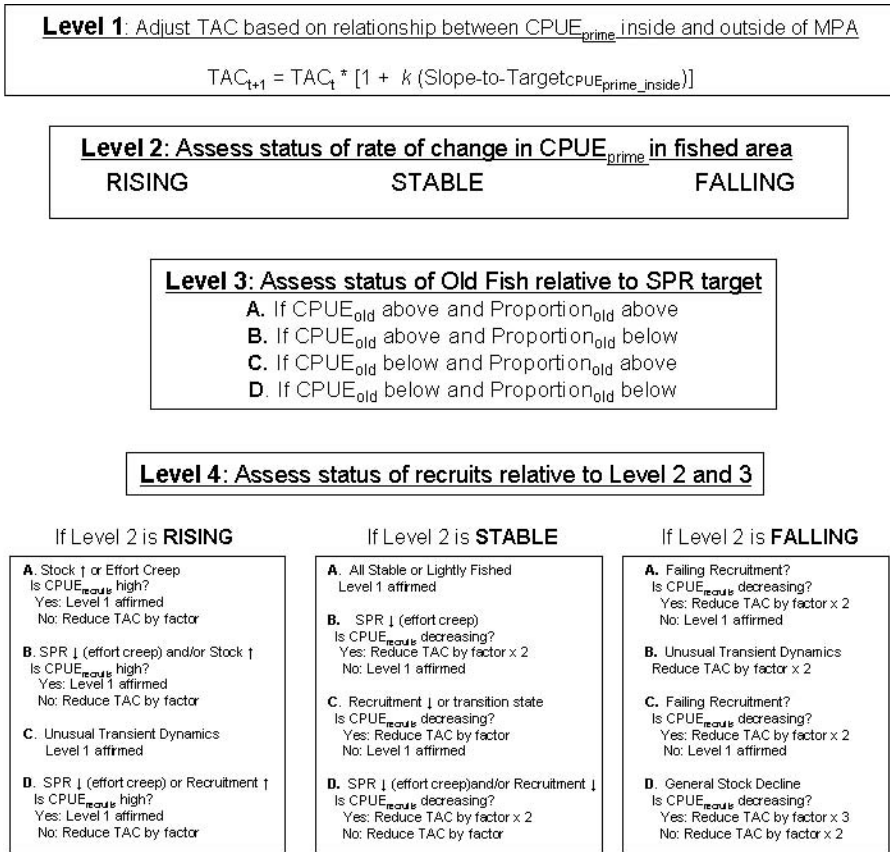 Level 1: Adjust TAC based on relationship between CPUEprime inside and outside of MPA
TACt+1 = TACt * [1 + k (Slope-to-TargetCPUEprime_inside)]
Level 2: Assess status of rate of change in CPUEprime in fished area
RISING STABLE FALLING
Level 3: Assess status of Old Fish relative to SPR target
A. If CPUEold above and Proportionold above
B. If CPUEold above and Proportionold below
C. If CPUEold below and Proportionold above
D. If CPUEold below and Proportionold below
Level 4: Assess status of recruits relative to Level 2 and 3
If Level 2 is RISING
A. Stock ↑ or Effort Creep
Is CPUErecruits high?
Yes: Level 1 affirmed
No: Reduce TAC by factor
B. SPR ↓ (effort creep) and/or Stock ↑
Is CPUErecruits high?
Yes: Level 1 affirmed
No: Reduce TAC by factor
C. Unusual Transient Dynamics
Level 1 affirmed
D. SPR ↓ (effort creep) or Recruitment ↑
Is CPUErecruits high?
Yes: Level 1 affirmed
No: Reduce TAC by factor
If Level 2 is STABLE
A. All Stable or Lightly Fished
Level 1 affirmed
B. SPR ↓ (effort creep)
Is CPUErecruits decreasing?
Yes: Reduce TAC by factor x 2
No: Level 1 affirmed
C. Recruitment ↓ or transition state
Is CPUErecruits decreasing?
Yes: Reduce TAC by factor
No: Level 1 affirmed
D. SPR ↓ (effort creep)and/or Recruitment ↓
Is CPUErecruits decreasing?
Yes: Reduce TAC by factor x 2
No: Reduce TAC by factor
If Level 2 is FALLING
A. Failing Recruitment?
Is CPUErecruits decreasing?
Yes: Reduce TAC by factor x 2
No: Level 1 affirmed
B. Unusual Transient Dynamics
Reduce TAC by factor x 2
C. Failing Recruitment?
Is CPUErecruits decreasing?
Yes: Reduce TAC by factor x 2
No: Level 1 affirmed
D. General Stock Decline
Is CPUErecruits decreasing?
Yes: Reduce TAC by factor x 3
No: Reduce TAC by factor x 2